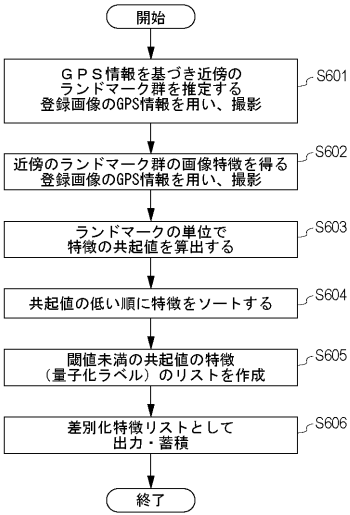 開始
GPS情報を基づき近傍の
ランドマーク群を推定する
登録画像のGPS情報を用い、撮影
S601
近傍のランドマーク群の画像特徴を得る
登録画像のGPS情報を用い、撮影
S602
ランドマークの単位で
特徴の共起値を算出する
S603
共起値の低い順に特徴をソートする
S604
閾値未満の共起値の特徴
(量子化ラベル)のリストを作成
S605
差別化特徴リストとして
出力・蓄積
S606
終了